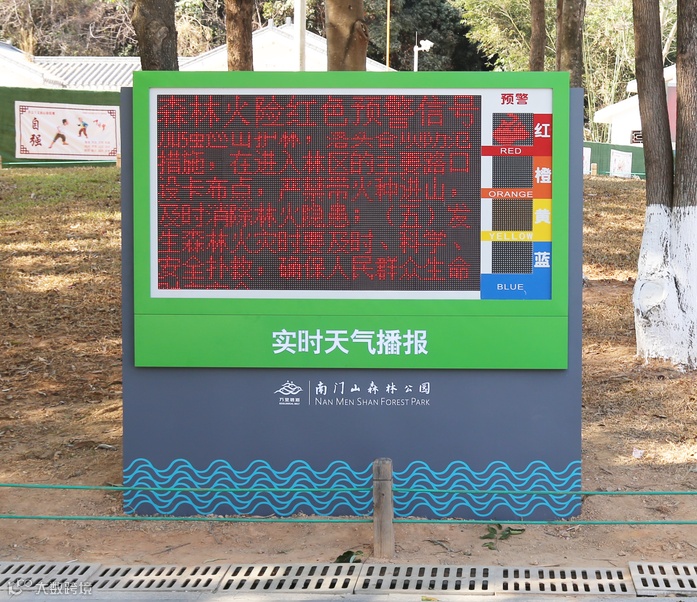 森林火险红色预警信息
加强巡山护林，落实各项防范
措施，在进入林区的主要路口
设卡布点，严禁带火种进山，
及时消除林火隐患；（五）发
生森林火灾时要及时、科学、
安全扑救，确保人民群众生命
预警
红
RED
橙
ORANGE
黄
YELLOW
蓝
BLUE
实时天气播报
南门山森林公园
NAN MEN SHAN FOREST PARK
自强
大数跨境